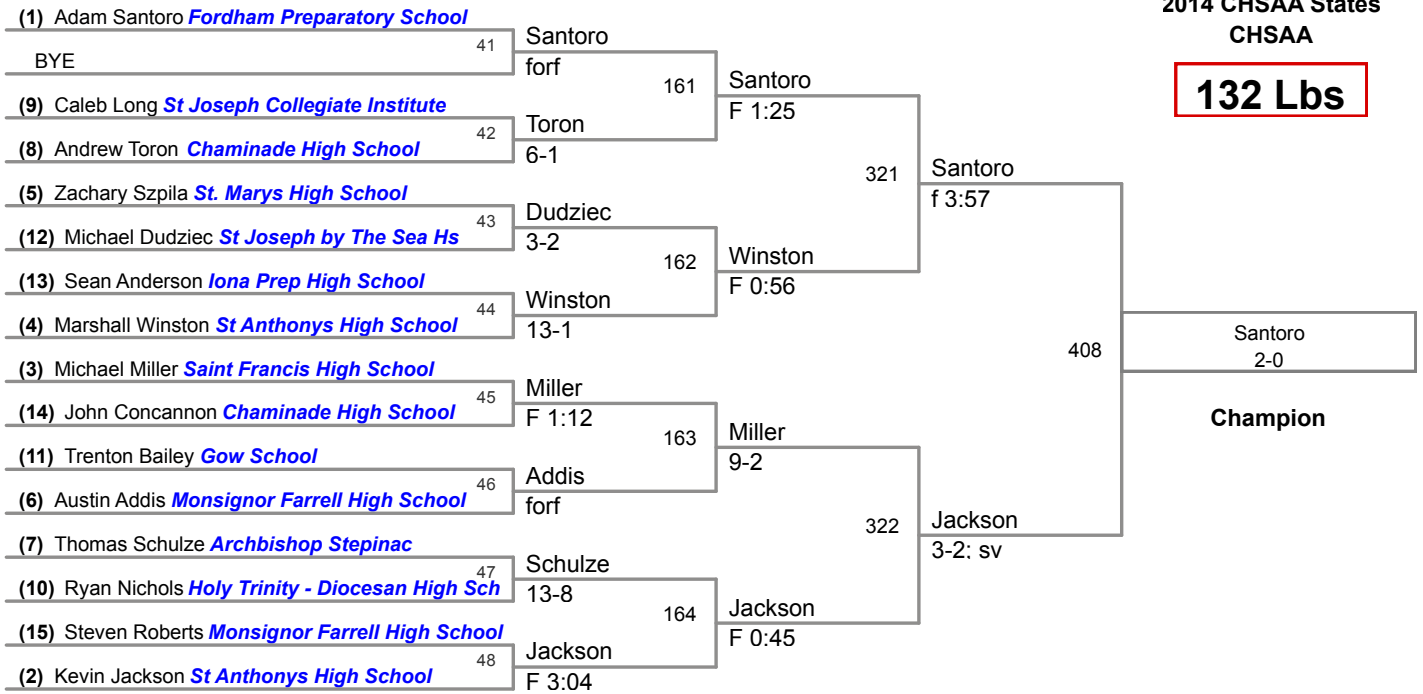 2014 CHSAA States
CHSAA
132 Lbs
(1) Adam Santoro Fordham Preparatory School
BYE
(9) Caleb Long St Joseph Collegiate Institute
(8) Andrew Toron Chaminade High School
(5) Zachary Szpila St. Marys High School
(12) Michael Dudziec St Joseph by The Sea Hs
(13) Sean Anderson Iona Prep High School
(4) Marshall Winston St Anthonys High School
(3) Michael Miller Saint Francis High School
(14) John Concannon Chaminade High School
(11) Trenton Bailey Gow School
(6) Austin Addis Monsignor Farrell High School
(7) Thomas Schulze Archbishop Stepinac
(10) Ryan Nichols Holy Trinity - Diocesan High Sch
(15) Steven Roberts Monsignor Farrell High School
(2) Kevin Jackson St Anthonys High School
41
42
43
44
45
46
47
48
Santoro
forf
Toron
6-1
Dudziec
3-2
Winston
13-1
Miller
F 1:12
Addis
forf
Schulze
13-8
Jackson
F 3:04
161
162
163
164
Santoro
F 1:25
Winston
F 0:56
Miller
9-2
Jackson
F 0:45
321
322
Santoro
f 3:57
Jackson
3-2; sv
408
Santoro
2-0
Champion